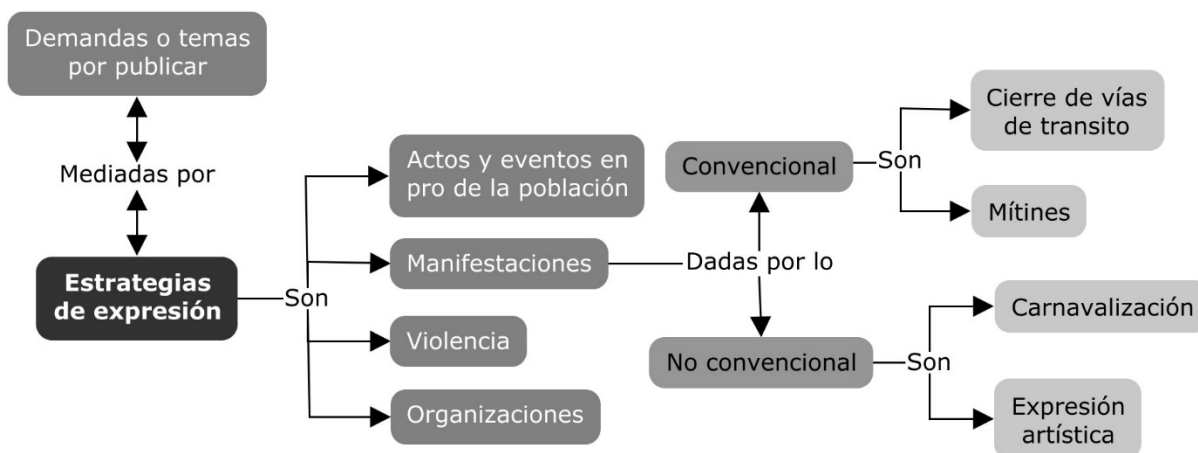 Demandas o temas
por publicar
Mediadas por
Estrategias
de expresión
Son
Actos y eventos en
pro de la población
Manifestaciones
Violencia
Organizaciones
Dadas por lo
Convencional
No convencional
Son
Cierre de vías
de transito
Mítines
Son
Carnavalización
Expresión
artística